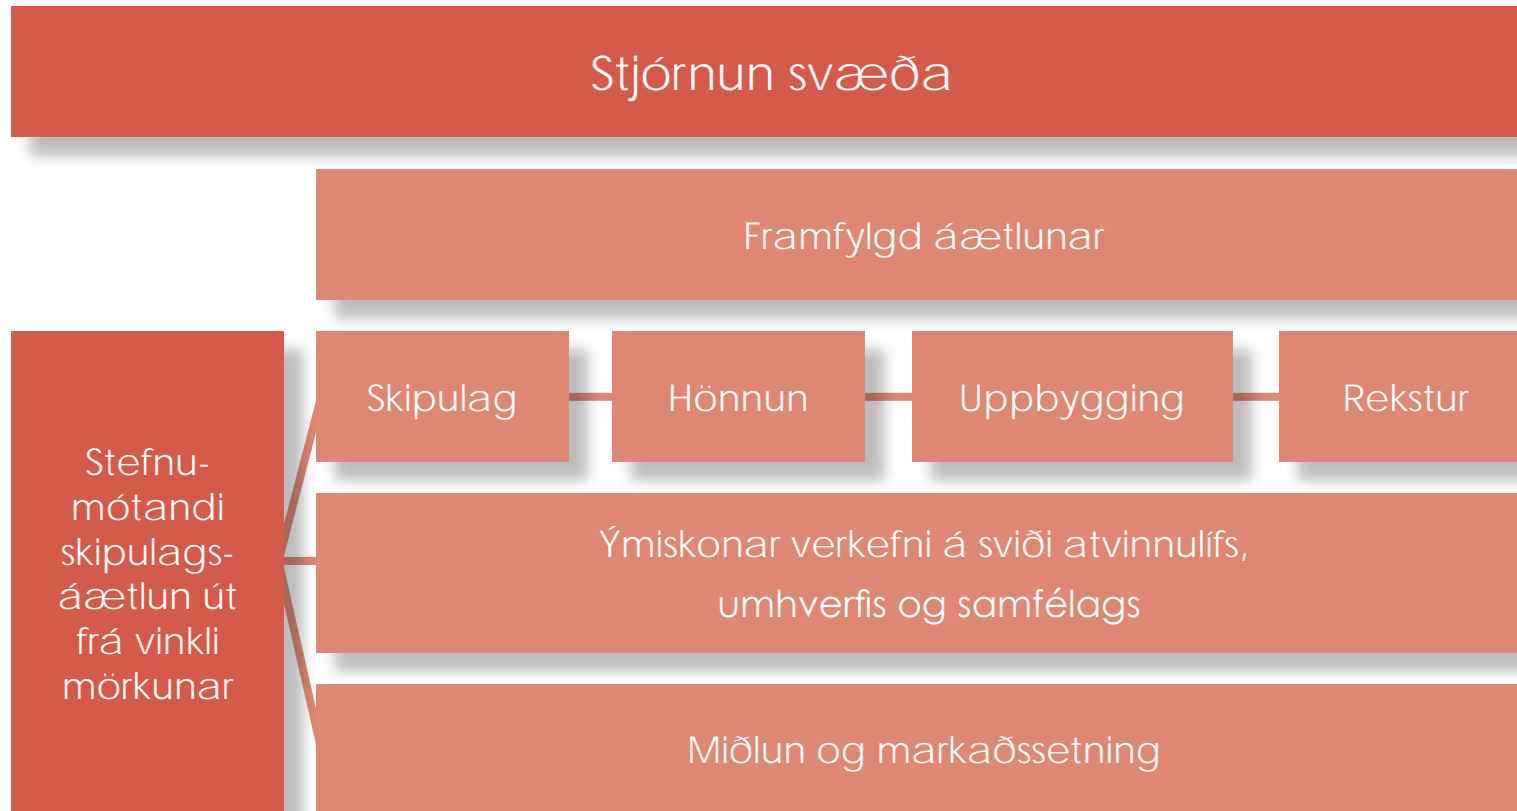 Stjórnun svæða
Framfylgd áætlunar
Skipulag
Hönnun
Uppbygging
Rekstur
Stefnu-
mótandi
skipulags-
áætlun út
frá vinkli
mörkunar
Ýmiskonar verkefni á sviði atvinnulífs,
umhverfis og samfélags
Miðlun og markaðssetning